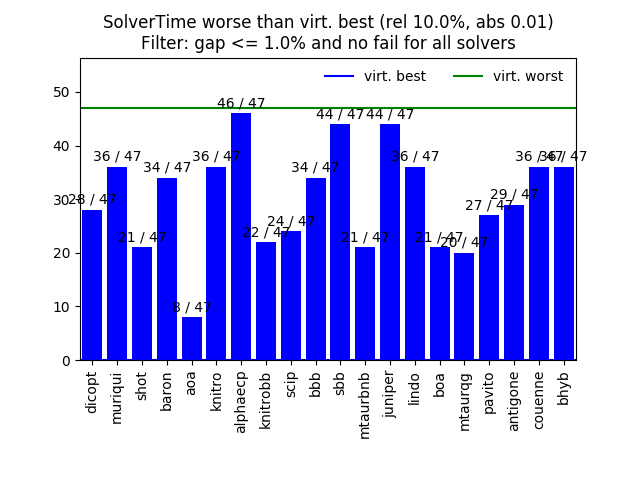 SolverTime worse than virt. best (rel 10.0%, abs 0.01)
Filter: gap <= 1.0% and no fail for all solvers
virt. best
virt. worst
50
40
30
20
10
0
28 / 47
36 / 47
21 / 47
34 / 47
8 / 47
36 / 47
46 / 47
22 / 47
24 / 47
34 / 47
44 / 47
21 / 47
44 / 47
36 / 47
21 / 47
20 / 47
27 / 47
29 / 47
36 / 47
36 / 47
dicopt
muriqui
shot
baron
aoa
knitro
alphaecp
knitrobb
scip
bbb
sbb
mtaurbnb
juniper
lindo
boa
mtaurqg
pavito
antigone
couenne
bhyb